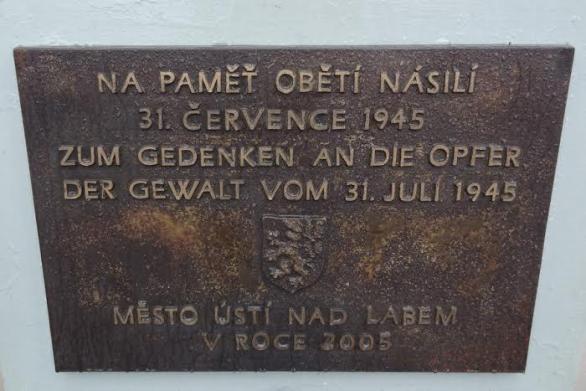 NA PAMĚŤ OBĚTÍ NÁSILÍ
31. ČERVENCE 1945
ZUM GEDENKEN AN DIE OPFER
DER GEWALT VOM 31. JULI 1945
MĚSTO ÚSTÍ NAD LABEM
V ROCE 2005